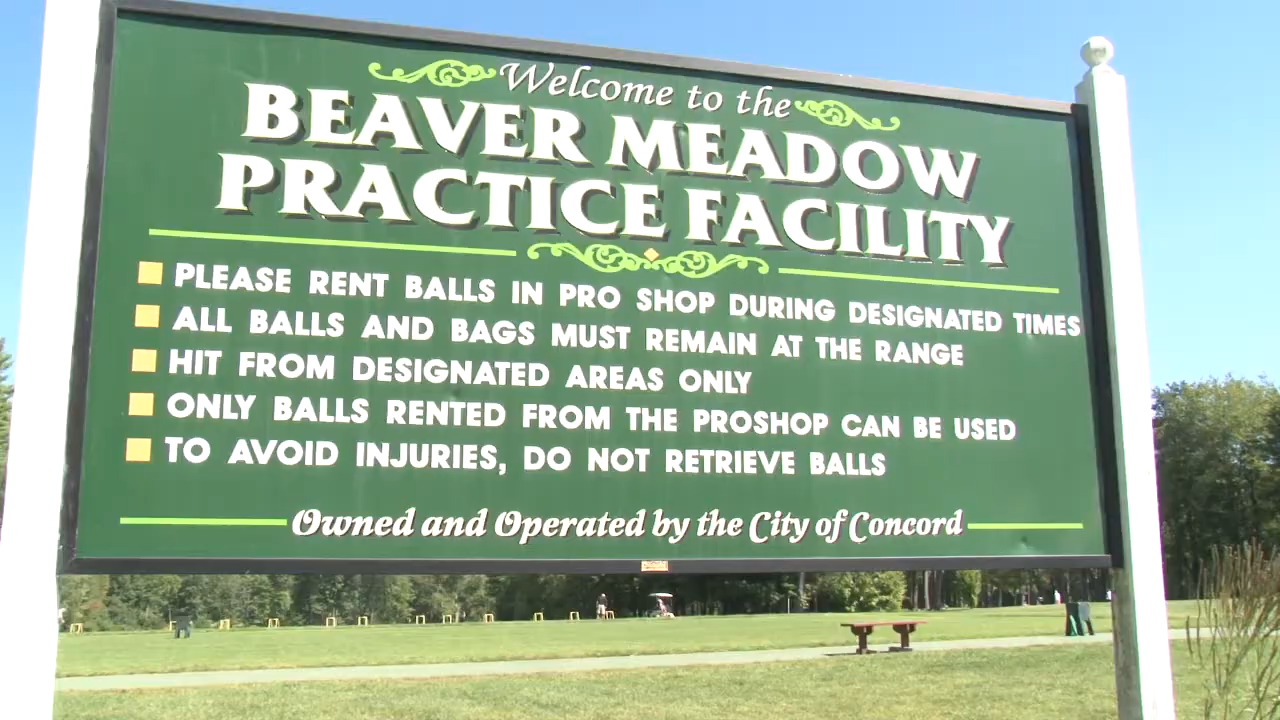 Welcome to the
BEAVER MEADOW
PRACTICE FACILITY
PLEASE RENT BALLS IN PRO SHOP DURING DESIGNATED TIMES
ALL BALLS AND BAGS MUST REMAIN AT THE RANGE
HIT FROM DESIGNATED AREAS ONLY
ONLY BALLS RENTED FROM THE PROSHOP CAN BE USED
TO AVOID INJURIES, DO NOT RETRIEVE BALLS
Owned and Operated by the City of Concord